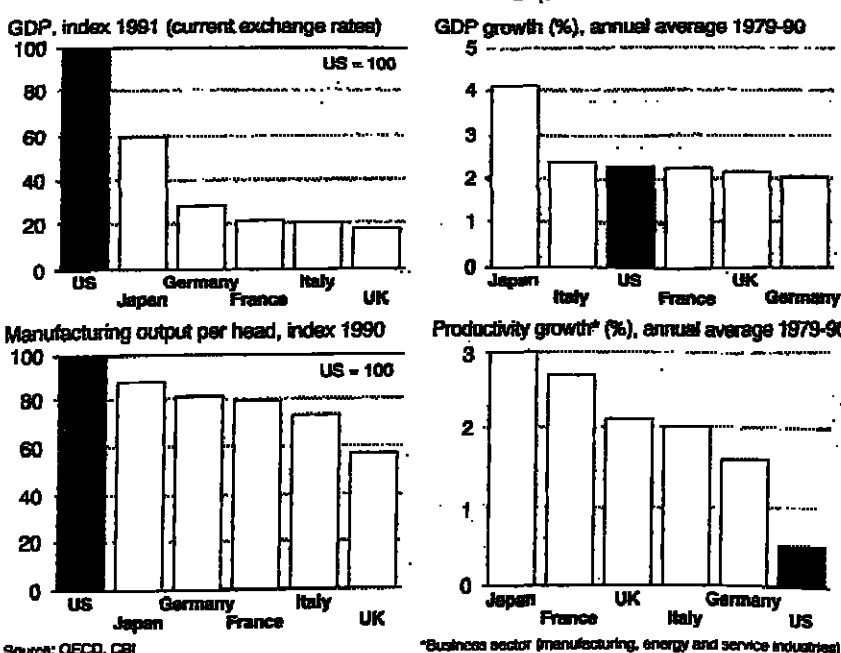 GDP, index 1991 (current exchange rates)
US = 100
100
80
60
40
20
0
US
Japan
Germany
France
Italy
UK
GDP growth (%), annual average 1979-90
5
4
3
2
1
0
Japan
Italy
US
France
UK
Germany
Manufacturing output per head, index 1990
US = 100
100
80
60
40
20
0
US
Japan
Germany
France
Italy
UK
Productivity growth* (%), annual average 1979-90
3
2
1
0
Japan
France
UK
Italy
Germany
US
Source: OECD, CBI
*Business sector (manufacturing, energy and service industries)